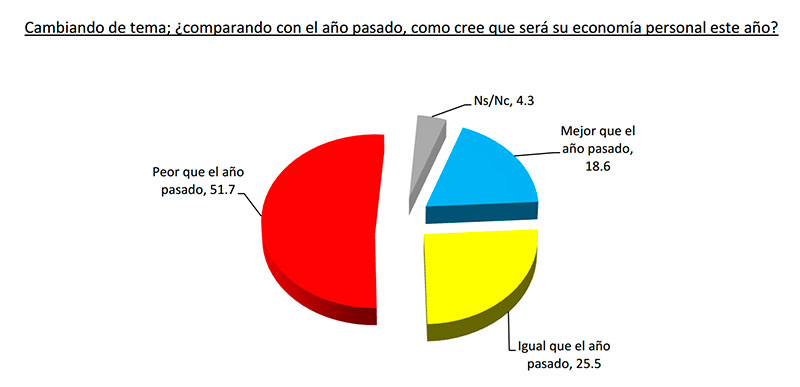 Cambiando de tema; ¿comparando con el año pasado, como cree que será su economía personal este año?
Ns/Nc, 4.3
Mejor que el
año pasado,
18.6
Peor que el año
pasado, 51.7
Igual que el año
pasado, 25.5